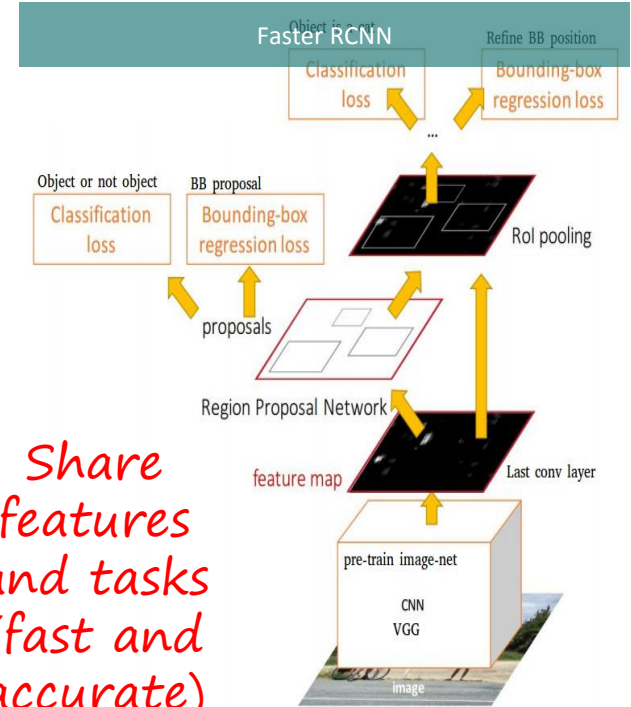 Object is a cat
Faster RCNN
Refine BB position
Classification
loss
Bounding-box
regression loss
...
Object or not object
BB proposal
Classification
loss
Bounding-box
regression loss
RoI pooling
proposals
Region Proposal Network
feature map
Last conv layer
Share
features
and tasks
(fast and
accurate)
pre-train image-net
CNN
VGG
image